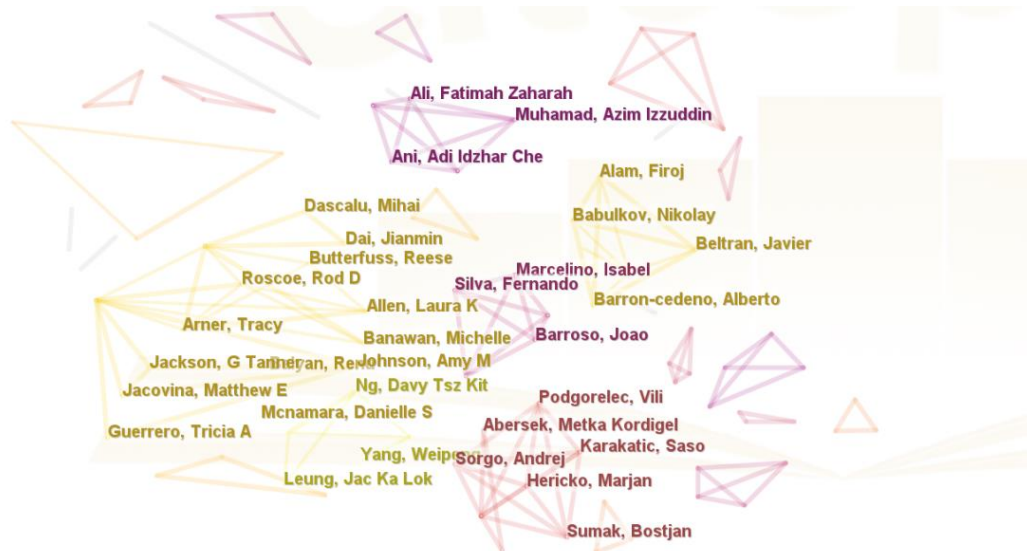 Ali, Fatimah Zaharah
Muhamad, Azim Izzuddin
Ani, Adi Idzhar Che
Alam, Firoj
Dascalu, Mihai
Babulkov, Nikolay
Dai, Jianmin
Beltran, Javier
Butterfuss, Reese
Marcelino, Isabel
Roscoe, Rod D
Silva, Fernando
Barron-cedeno, Alberto
Allen, Laura K
Arner, Tracy
Banawan, Michelle
Barroso, Joao
Jackson, G Tanner
Johnson, Amy M
Ng, Davy Tsz Kit
Jacovina, Matthew E
Podgorelec, Vili
Mcnamara, Danielle S
Abersek, Metka Kordigel
Guerrero, Tricia A
Karakatic, Saso
Yang,
Sorgo, Andrej
Leung, Jac Ka Lok
Hericko, Marjan
Sumak, Bostjan